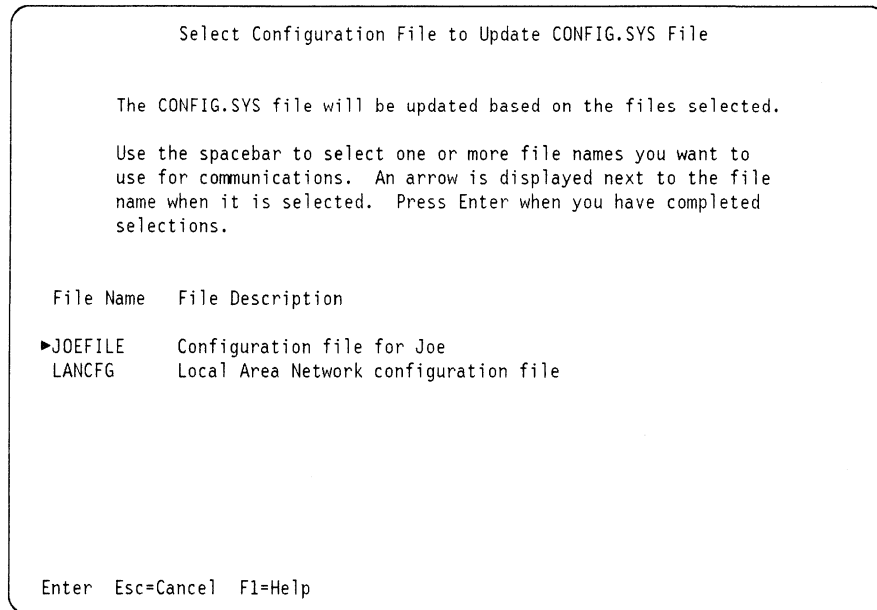 Select Configuration File to Update CONFIG.SYS File
The CONFIG.SYS file will be updated based on the files selected.
Use the spacebar to select one or more file names you want to
use for communications. An arrow is displayed next to the file
name when it is selected. Press Enter when you have completed
selections.
File Name File Description
►JOEFILE Configuration file for Joe
LANCFG Local Area Network configuration file
Enter Esc=Cancel F1=Help